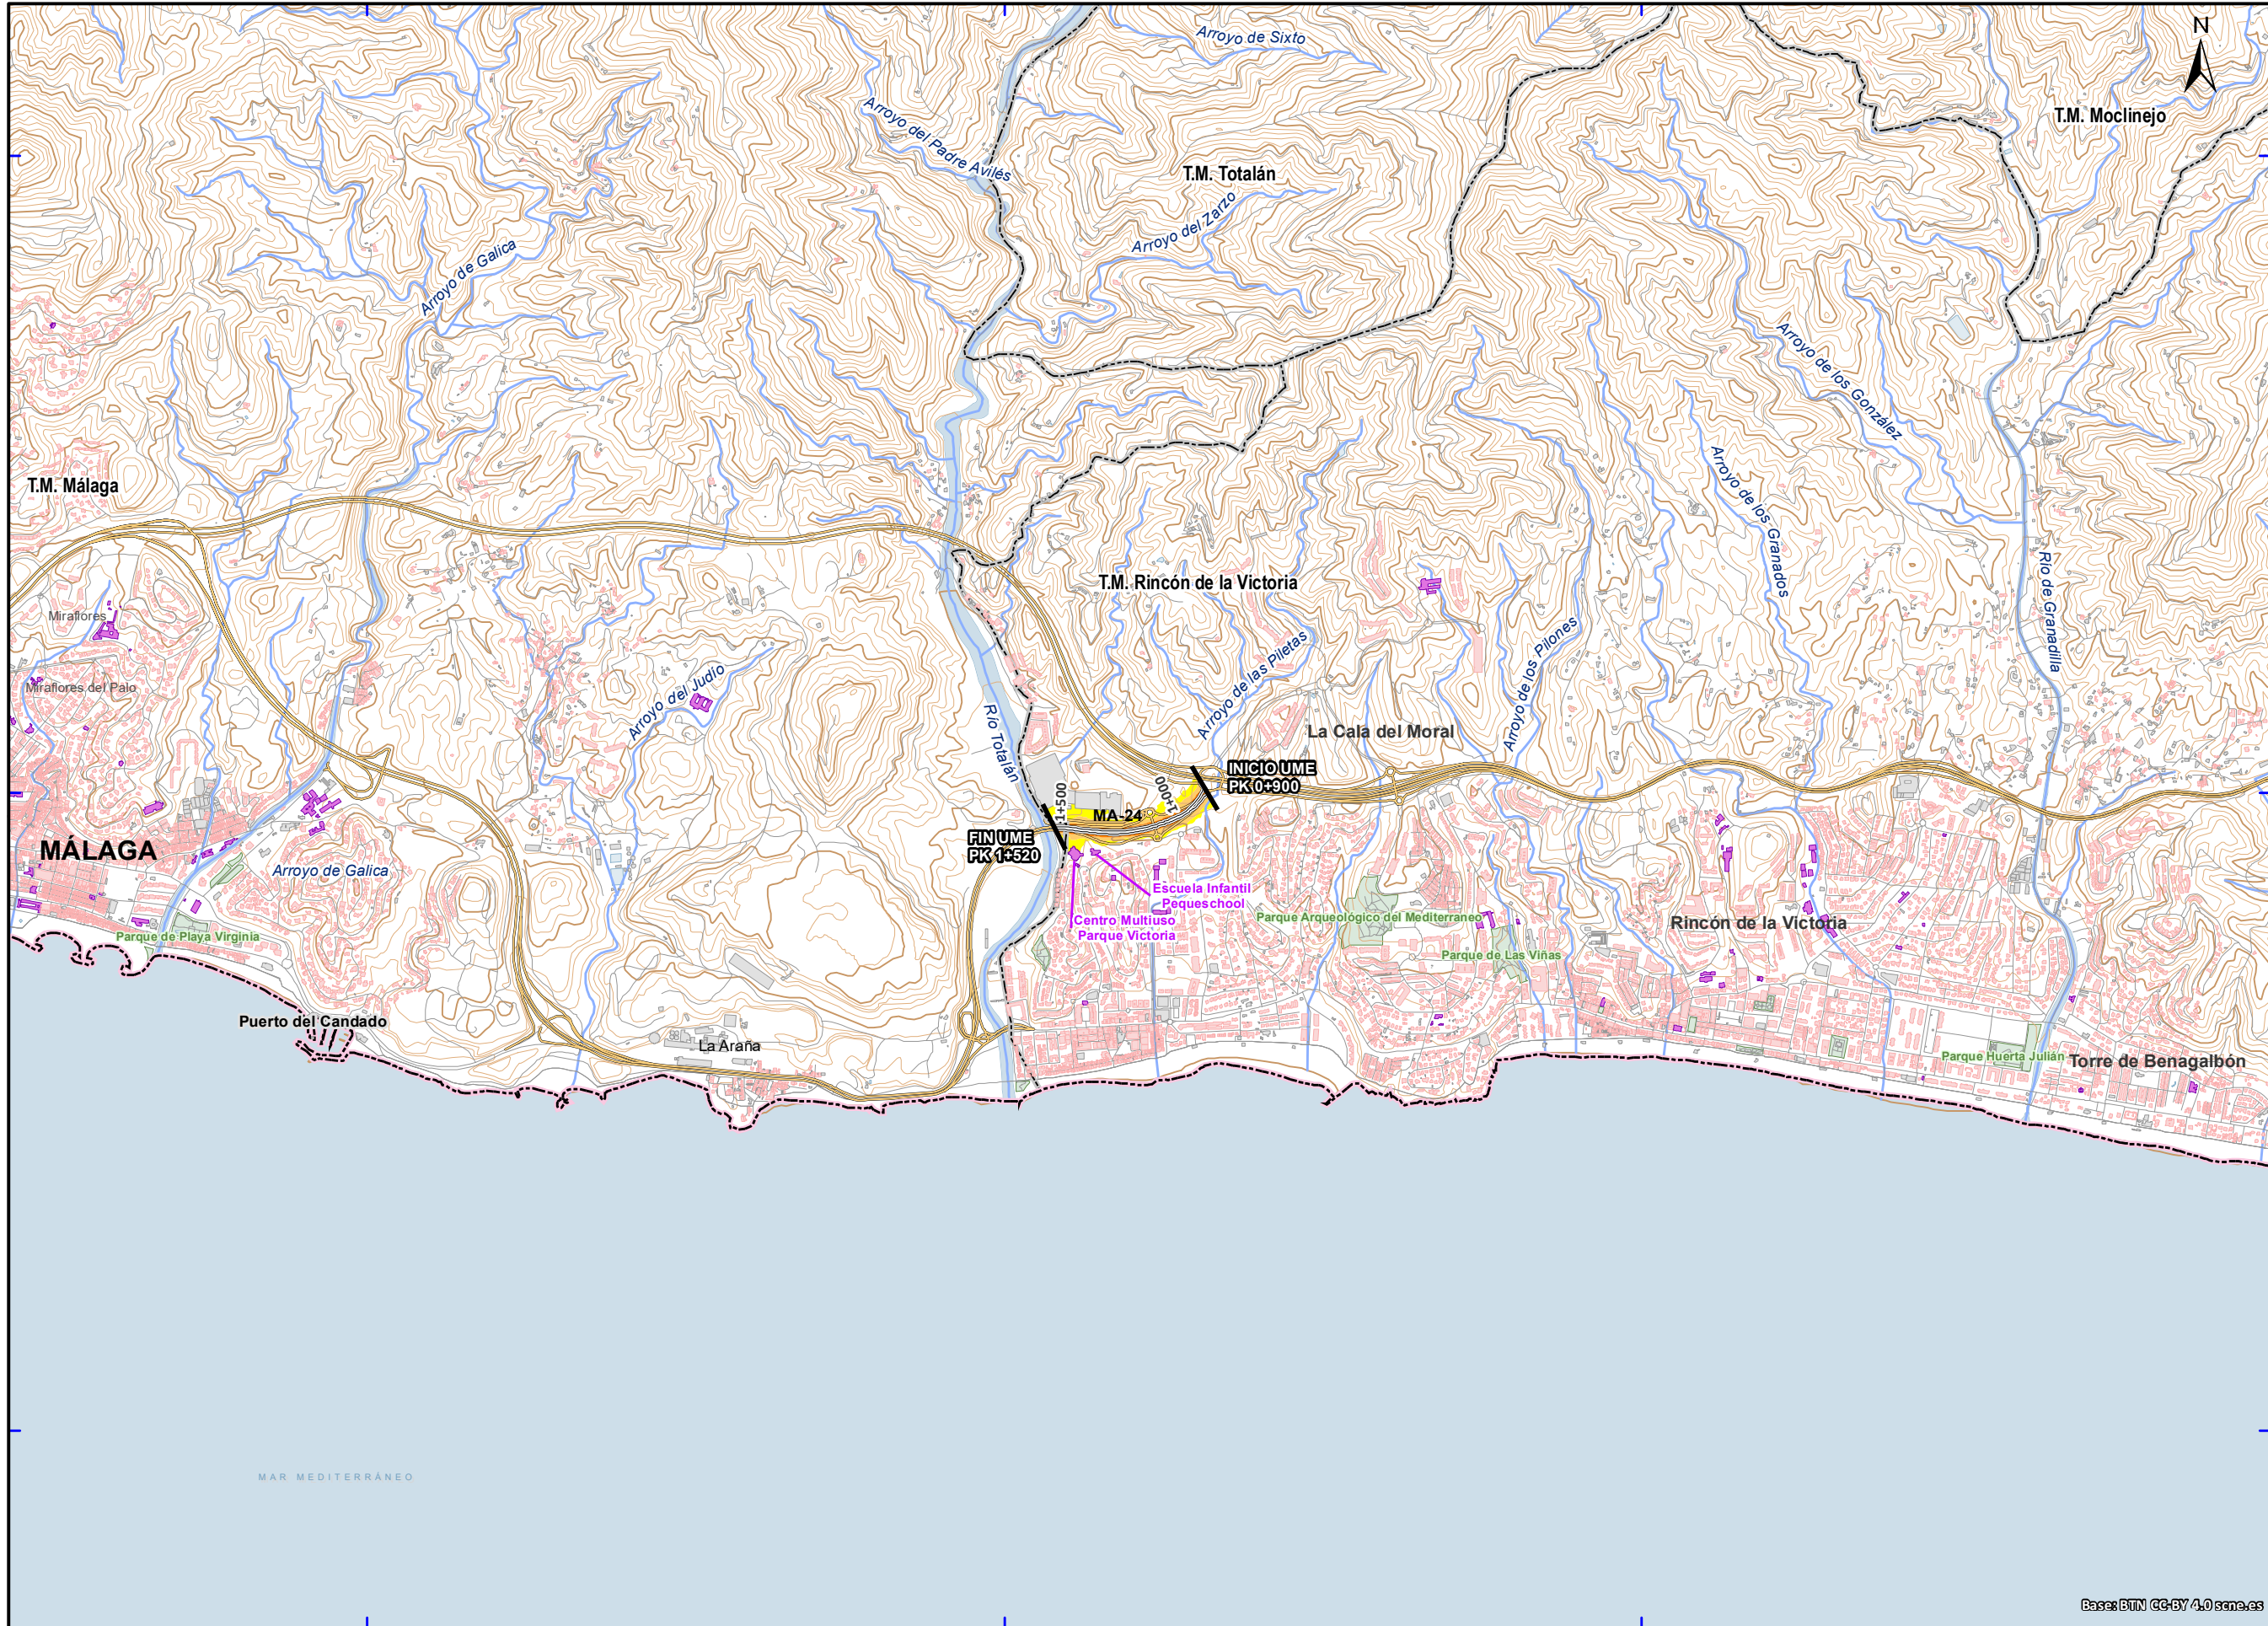 N
Arroyo de Sixto
T.M. Moclinejo
Arroyo del Padre Avilés
T.M. Totalán
Arroyo del Zarzo
Arroyo de Galica
Arroyo de los González
T.M. Málaga
Arroyo de los Granados
T.M. Rincón de la Victoria
Río de Granadilla
Miraflores
Arroyo de las Piletas
Arroyo de los Pilones
Miraflores del Palo
Arroyo del Judío
Río Totalán
La Cala del Moral
INICIO UME
PK 0+900
1+000
1+500
MA-24
FIN UME
PK 1+520
MÁLAGA
Arroyo de Galica
Escuela Infantil
Pequeschool
Centro Multiuso
Parque Victoria
Parque Arqueológico del Mediterraneo
Rincón de la Victoria
Parque de Playa Virginia
Parque de Las Viñas
Puerto del Candado
La Araña
Parque Huerta Julián
Torre de Benagalbón
MAR MEDITERRÁNEO
Base: BTN CC-BY 4.0 scne.es